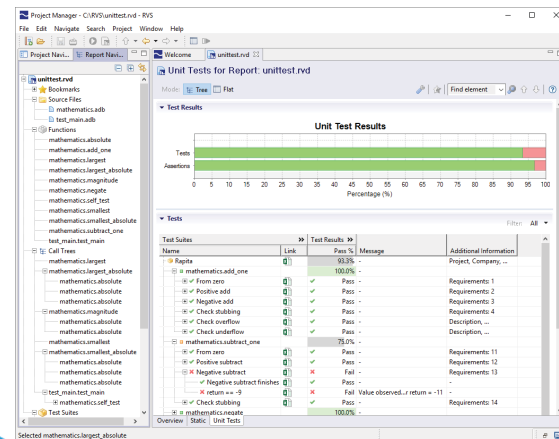 Project Manager - C:\RVS\unittest.rvd - RVS
File Edit Navigate Search Project Window Help
Project Navi... Report Navi...
Welcome unittest.rvd
unittest.rvd
Bookmarks
Source Files
mathematics.adb
test_main.adb
Functions
mathematics.absolute
mathematics.add_one
mathematics.largest
mathematics.largest_absolute
mathematics.magnitude
mathematics.negate
mathematics.self_test
mathematics.smallest
mathematics.smallest_absolute
mathematics.subtract_one
test_main.test_main
Call Trees
mathematics.largest
mathematics.largest_absolute
mathematics.absolute
mathematics.absolute
mathematics.magnitude
mathematics.absolute
mathematics.absolute
mathematics.smallest
mathematics.smallest_absolute
mathematics.absolute
mathematics.absolute
test_main.test_main
mathematics.self_test
Test Suites
Unit Tests for Report: unittest.rvd
Mode: Tree Flat Find element
Test Results
Unit Test Results
Tests
Assertions
0 5 10 15 20 25 30 35 40 45 50 55 60 65 70 75 80 85 90 95 100
Percentage (%)
Tests
Filter: All
Test Suites » Test Results »
Name Link Pass % Message Additional Information
Rapita 93.3% - Project, Company, ...
mathematics.add_one 100.0% -
From zero Pass - Requirements: 1
Positive add Pass - Requirements: 2
Negative add Pass - Requirements: 3
Check stubbing Pass - Requirements: 4
Check overflow Pass - Description, ...
Check underflow Pass - Description, ...
mathematics.subtract_one 75.0% -
From zero Pass - Requirements: 11
Positive subtract Pass - Requirements: 12
Negative subtract Fail - Requirements: 13
Negative subtract finishes Pass - -
return == -9 Fail Value observed...r return = -11 -
Check stubbing Pass - Requirements: 14
mathematics.negate 100.0% -
Overview Static Unit Tests
Selected mathematics.largest_absolute